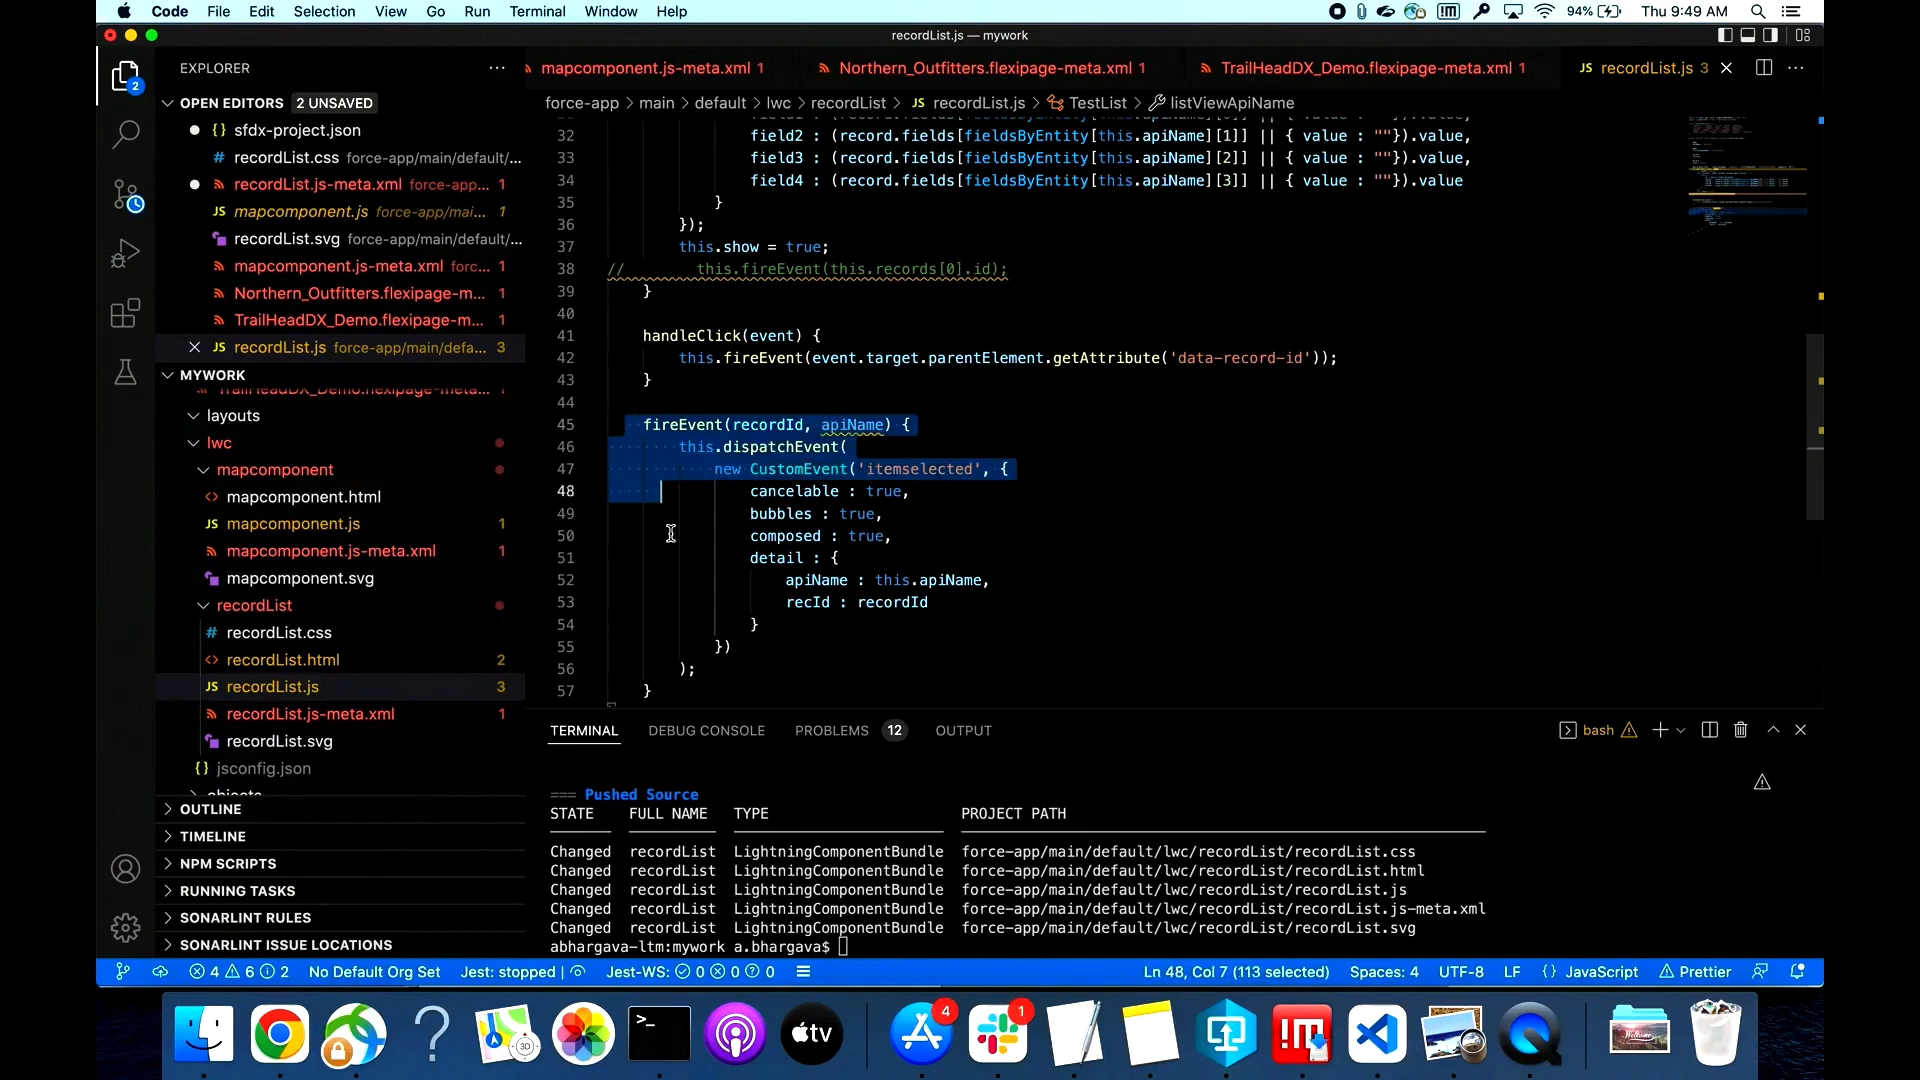 Code File Edit Selection View Go Run Terminal Window Help 94% Thu 9:49 AM
recordList.js — mywork
EXPLORER
OPEN EDITORS 2 UNSAVED
{} sfdx-project.json
# recordList.css force-app/main/default/...
recordList.js-meta.xml force-app... 1
JS mapcomponent.js force-app/mai... 1
recordList.svg force-app/main/default/...
mapcomponent.js-meta.xml forc... 1
Northern_Outfitters.flexipage-m... 1
TrailHeadDX_Demo.flexipage-m... 1
JS recordList.js force-app/main/defa... 3
MYWORK
TrailHeadDX_Demo.flexipage-meta... 1
layouts
lwc
mapcomponent
<> mapcomponent.html
JS mapcomponent.js 1
mapcomponent.js-meta.xml 1
mapcomponent.svg
recordList
# recordList.css
<> recordList.html 2
JS recordList.js 3
recordList.js-meta.xml 1
recordList.svg
{} jsconfig.json
objects
OUTLINE
TIMELINE
NPM SCRIPTS
RUNNING TASKS
SONARLINT RULES
SONARLINT ISSUE LOCATIONS
2
mapcomponent.js-meta.xml 1 Northern_Outfitters.flexipage-meta.xml 1 TrailHeadDX_Demo.flexipage-meta.xml 1 JS recordList.js 3
force-app > main > default > lwc > recordList > JS recordList.js > TestList > listViewApiName
32 field2 : (record.fields[fieldsByEntity[this.apiName][1]] || { value : ""}).value,
33 field3 : (record.fields[fieldsByEntity[this.apiName][2]] || { value : ""}).value,
34 field4 : (record.fields[fieldsByEntity[this.apiName][3]] || { value : ""}).value
35 }
36 });
37 this.show = true;
38 // this.fireEvent(this.records[0].id);
39 }
40
41 handleClick(event) {
42 this.fireEvent(event.target.parentElement.getAttribute('data-record-id'));
43 }
44
45 fireEvent(recordId, apiName) {
46 this.dispatchEvent(
47 new CustomEvent('itemselected', {
48 cancelable : true,
49 bubbles : true,
50 composed : true,
51 detail : {
52 apiName : this.apiName,
53 recId : recordId
54 }
55 })
56 );
57 }
TERMINAL DEBUG CONSOLE PROBLEMS 12 OUTPUT bash
=== Pushed Source
STATE FULL NAME TYPE PROJECT PATH
Changed recordList LightningComponentBundle force-app/main/default/lwc/recordList/recordList.css
Changed recordList LightningComponentBundle force-app/main/default/lwc/recordList/recordList.html
Changed recordList LightningComponentBundle force-app/main/default/lwc/recordList/recordList.js
Changed recordList LightningComponentBundle force-app/main/default/lwc/recordList/recordList.js-meta.xml
Changed recordList LightningComponentBundle force-app/main/default/lwc/recordList/recordList.svg
abhargava-ltm:mywork a.bhargava$
4 6 2 No Default Org Set Jest: stopped | Jest-WS: 0 0 0 Ln 48, Col 7 (113 selected) Spaces: 4 UTF-8 LF {} JavaScript Prettier
? 3D >_ tv 4 1 !M